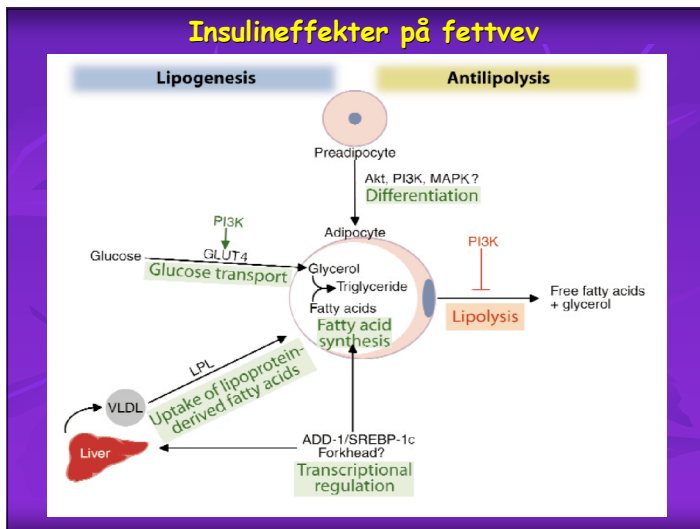 Insulineffekter på fettvev
Lipogenesis
Antilipolysis
Preadipocyte
Akt, PI3K, MAPK?
Differentiation
PI3K
Adipocyte
PI3K
Glucose
GLUT4
Glucose transport
Glycerol
Triglyceride
Fatty acids
Fatty acid
synthesis
Lipolysis
Free fatty acids
+ glycerol
LPL
Uptake of lipoprotein-
derived fatty acids
VLDL
Liver
ADD-1/SREBP-1c
Forkhead?
Transcriptional
regulation